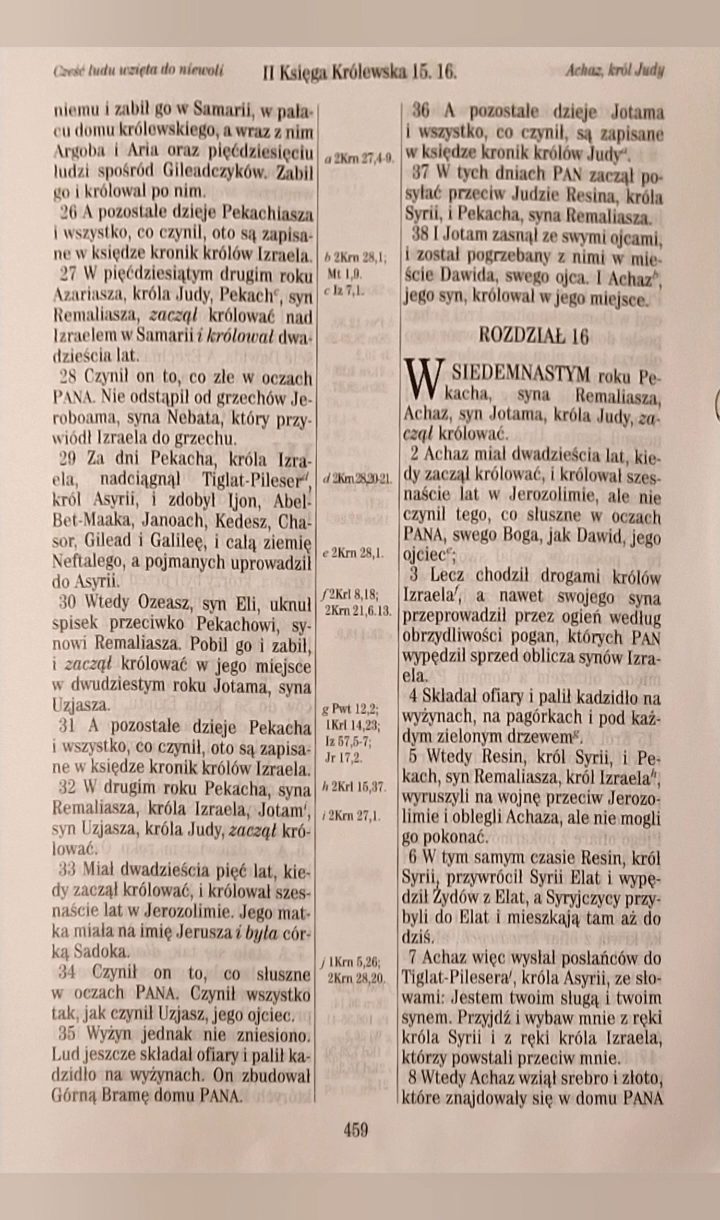 Część ludu wzięta do niewoli
II Księga Królewska 15. 16.
Achaz, król Judy
niemu i zabił go w Samarii, w pała-
cu domu królewskiego, a wraz z nim
Argoba i Aria oraz pięćdziesięciu
ludzi spośród Gileadczyków. Zabił
go i królował po nim.
26 A pozostałe dzieje Pekachiasza
i wszystko, co czynił, oto są zapisa-
ne w księdze kronik królów Izraela.
27 W pięćdziesiątym drugim roku
Azariasza, króla Judy, Pekachᶜ, syn
Remaliasza, zaczął królować nad
Izraelem w Samarii i królował dwa-
dzieścia lat.
28 Czynił on to, co złe w oczach
PANA. Nie odstąpił od grzechów Je-
roboama, syna Nebata, który przy-
wiódł Izraela do grzechu.
29 Za dni Pekacha, króla Izra-
ela, nadciągnął Tiglat-Pileserᵈ,
król Asyrii, i zdobył Ijon, Abel-
Bet-Maaka, Janoach, Kedesz, Cha-
sor, Gilead i Galileę, i całą ziemię
Neftalego, a pojmanych uprowadził
do Asyrii.
30 Wtedy Ozeasz, syn Eli, uknuł
spisek przeciwko Pekachowi, sy-
nowi Remaliasza. Pobił go i zabił,
i zaczął królować w jego miejsce
w dwudziestym roku Jotama, syna
Uzjasza.
31 A pozostałe dzieje Pekacha
i wszystko, co czynił, oto są zapisa-
ne w księdze kronik królów Izraela.
32 W drugim roku Pekacha, syna
Remaliasza, króla Izraela, Jotamⁱ,
syn Uzjasza, króla Judy, zaczął kró-
lować.
33 Miał dwadzieścia pięć lat, kie-
dy zaczął królować, i królował szes-
naście lat w Jerozolimie. Jego mat-
ka miała na imię Jerusza i była cór-
ką Sadoka.
34 Czynił on to, co słuszne
w oczach PANA. Czynił wszystko
tak, jak czynił Uzjasz, jego ojciec.
35 Wyżyn jednak nie zniesiono.
Lud jeszcze składał ofiary i palił ka-
dzidło na wyżynach. On zbudował
Górną Bramę domu PANA.
a 2Krn 27,4-9.
b 2Krn 28,1;
Mt 1,9.
c Iz 7,1.
d 2Krn 28,20-21.
e 2Krn 28,1.
f 2Krl 8,18;
2Krn 21,6.13.
g Pwt 12,2;
1Krl 14,23;
Iz 57,5-7;
Jr 17,2.
h 2Krl 15,37.
i 2Krn 27,1.
j 1Krn 5,26;
2Krn 28,20.
36 A pozostałe dzieje Jotama
i wszystko, co czynił, są zapisane
w księdze kronik królów Judyᵃ.
37 W tych dniach PAN zaczął po-
syłać przeciw Judzie Resina, króla
Syrii, i Pekacha, syna Remaliasza.
38 I Jotam zasnął ze swymi ojcami,
i został pogrzebany z nimi w mie-
ście Dawida, swego ojca. I Achazᵇ,
jego syn, królował w jego miejsce.
ROZDZIAŁ 16
W SIEDEMNASTYM roku Pe-
kacha, syna Remaliasza,
Achaz, syn Jotama, króla Judy, za-
czął królować.
2 Achaz miał dwadzieścia lat, kie-
dy zaczął królować, i królował szes-
naście lat w Jerozolimie, ale nie
czynił tego, co słuszne w oczach
PANA, swego Boga, jak Dawid, jego
ojciecᵉ;
3 Lecz chodził drogami królów
Izraelaᶠ, a nawet swojego syna
przeprowadził przez ogień według
obrzydliwości pogan, których PAN
wypędził sprzed oblicza synów Izra-
ela.
4 Składał ofiary i palił kadzidło na
wyżynach, na pagórkach i pod każ-
dym zielonym drzewemᵍ.
5 Wtedy Resin, król Syrii, i Pe-
kach, syn Remaliasza, król Izraelaʰ,
wyruszyli na wojnę przeciw Jerozo-
limie i oblegli Achaza, ale nie mogli
go pokonać.
6 W tym samym czasie Resin, król
Syrii, przywrócił Syrii Elat i wypę-
dził Żydów z Elat, a Syryjczycy przy-
byli do Elat i mieszkają tam aż do
dziś.
7 Achaz więc wysłał posłańców do
Tiglat-Pileseraʲ, króla Asyrii, ze sło-
wami: Jestem twoim sługą i twoim
synem. Przyjdź i wybaw mnie z ręki
króla Syrii i z ręki króla Izraela,
którzy powstali przeciw mnie.
8 Wtedy Achaz wziął srebro i złoto,
które znajdowały się w domu PANA
459